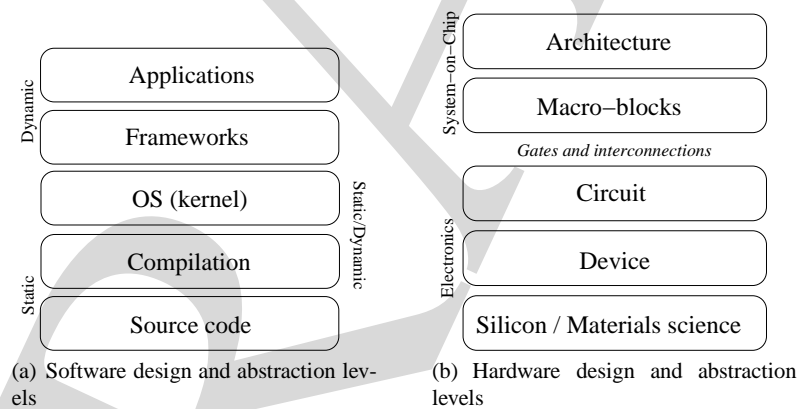 Dynamic
Applications
Frameworks
OS (kernel)
Static/Dynamic
Compilation
Static
Source code
(a) Software design and abstraction lev-
els
System−on−Chip
Architecture
Macro−blocks
Gates and interconnections
Electronics
Circuit
Device
Silicon / Materials science
(b) Hardware design and abstraction
levels